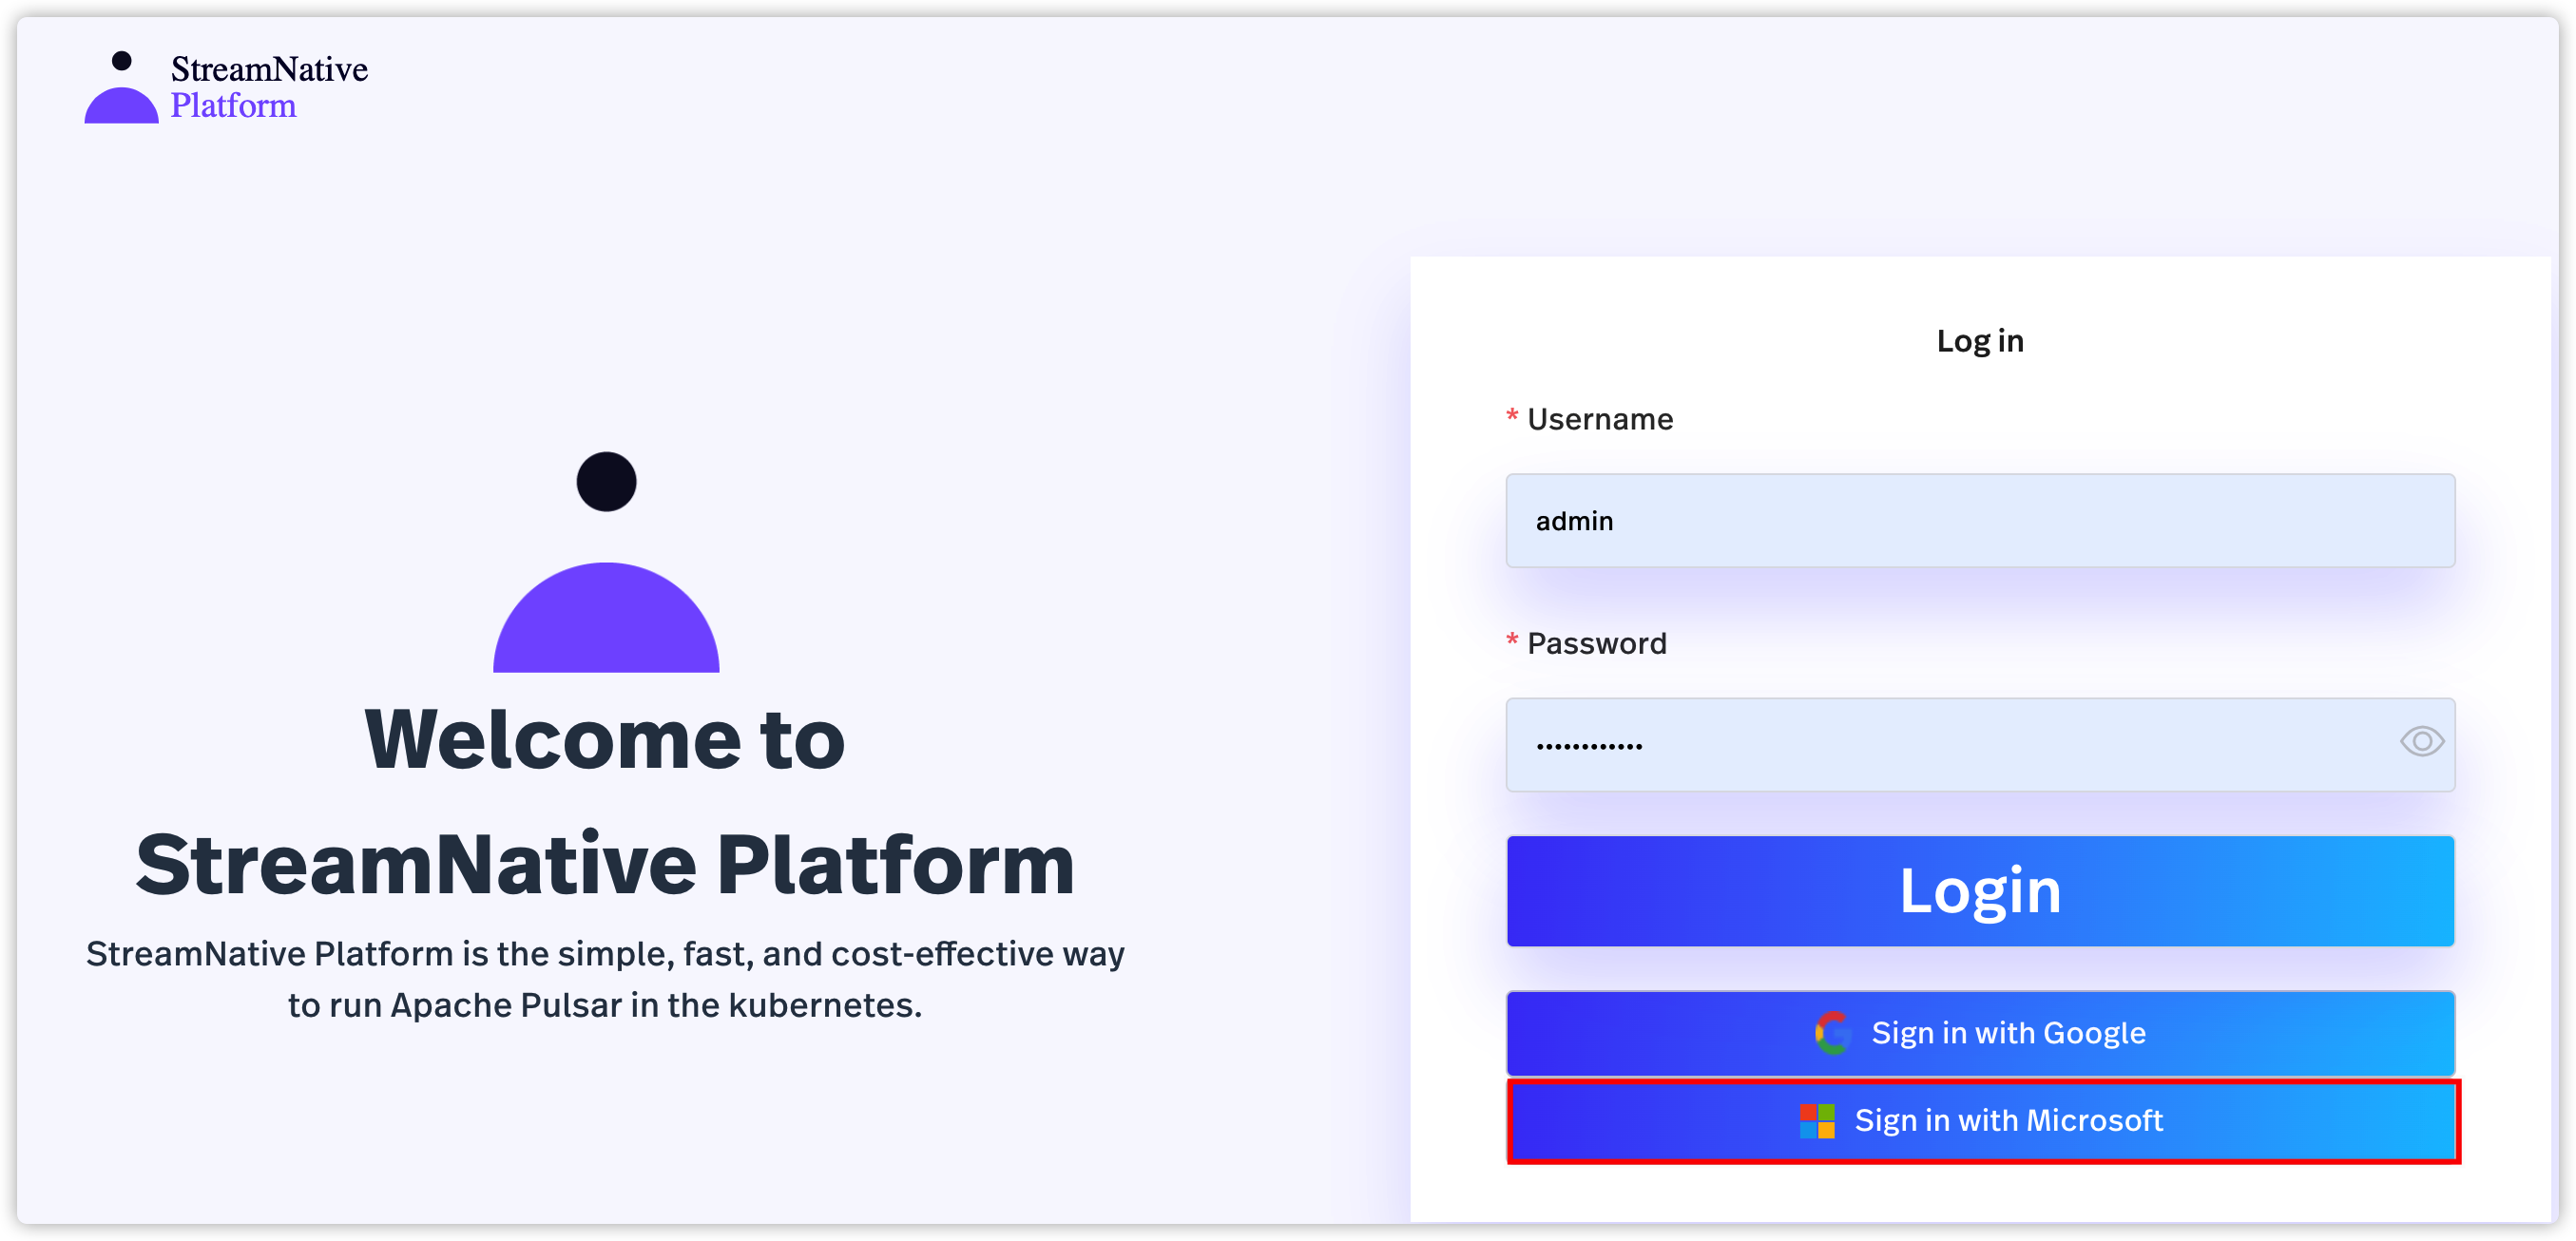 StreamNative
Platform
Welcome to
StreamNative Platform
StreamNative Platform is the simple, fast, and cost-effective way
to run Apache Pulsar in the kubernetes.
Log in
* Username
admin
* Password
••••••••••••
Login
Sign in with Google
Sign in with Microsoft